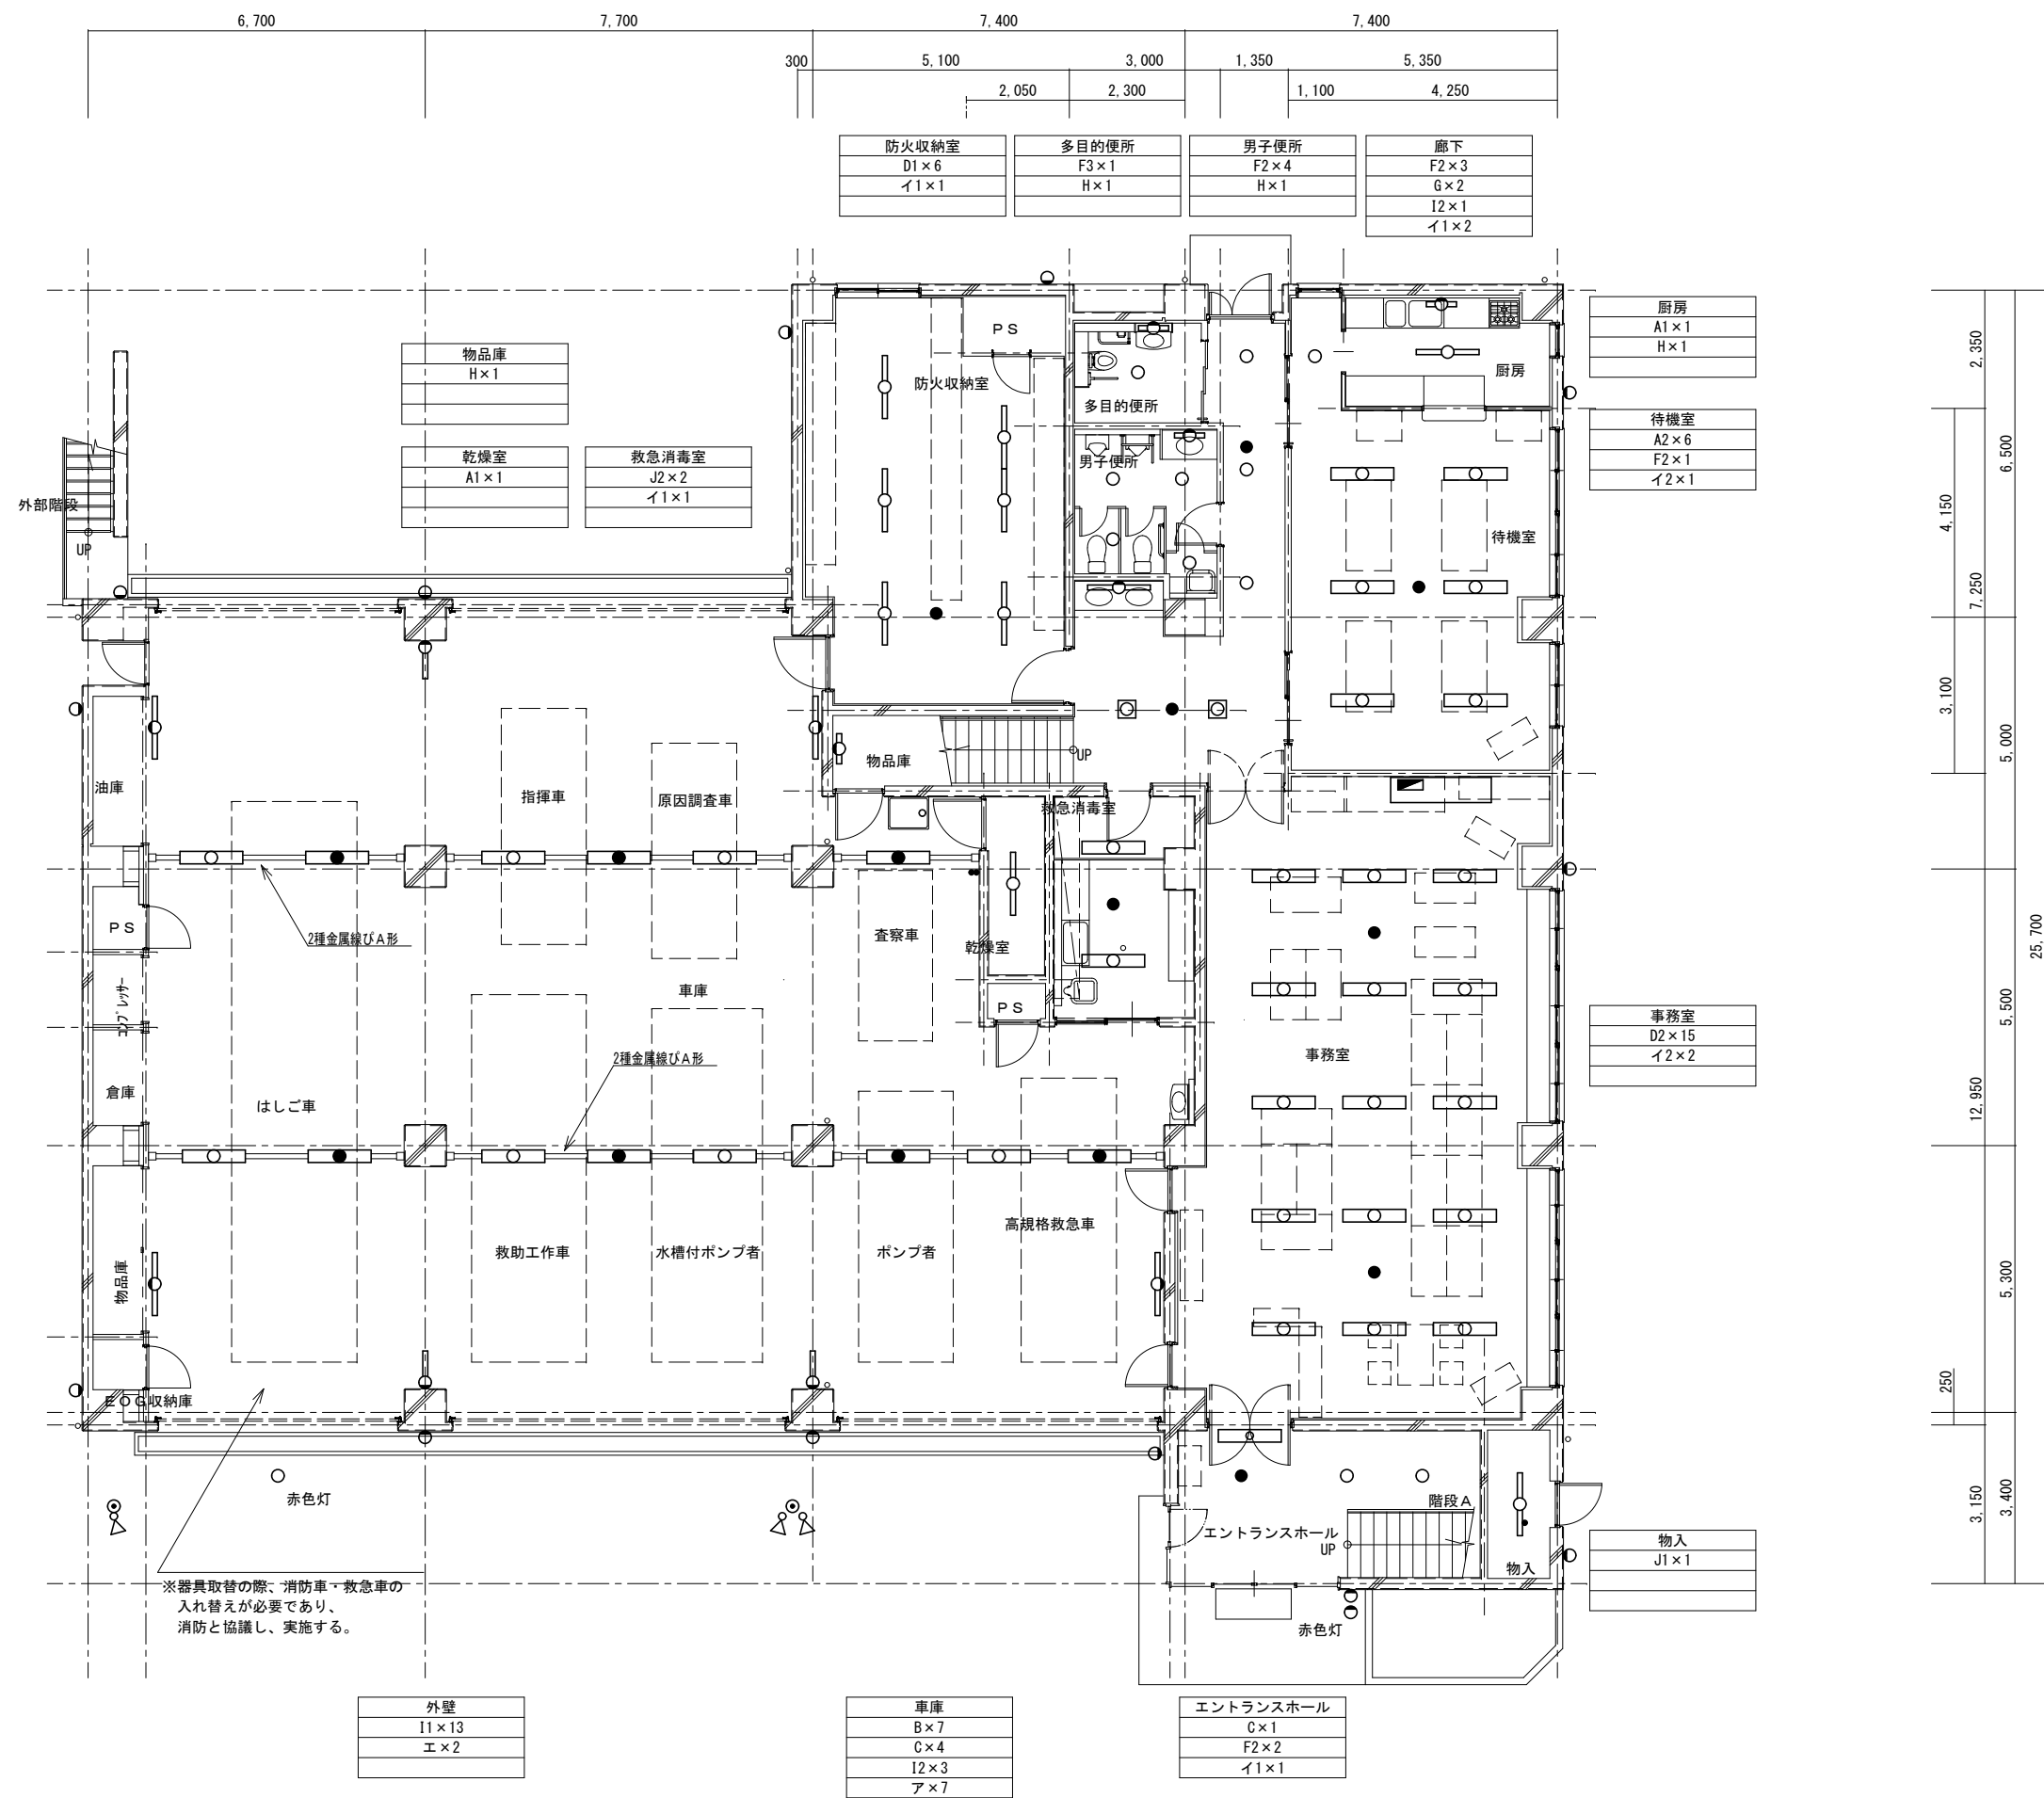 6,700
7,700
7,400
7,400
300
5,100
3,000
1,350
5,350
2,050
2,300
1,100
4,250
防火収納室
D1×6
イ1×1
多目的便所
F3×1
H×1
男子便所
F2×4
H×1
廊下
F2×3
G×2
I2×1
イ1×2
厨房
A1×1
H×1
待機室
A2×6
F2×1
イ2×1
物品庫
H×1
乾燥室
A1×1
救急消毒室
J2×2
イ1×1
外部階段
UP
PS
防火収納室
多目的便所
男子便所
厨房
待機室
2,350
6,500
4,150
7,250
3,100
5,000
25,700
5,500
12,950
5,300
250
3,150
3,400
油庫
指揮車
原因調査車
物品庫
UP
救急消毒室
PS
2種金属線ぴA形
査察車
乾燥室
コンプレッサー
車庫
PS
2種金属線ぴA形
倉庫
はしご車
事務室
事務室
D2×15
イ2×2
物品庫
救助工作車
水槽付ポンプ者
ポンプ者
高規格救急車
EOG収納庫
赤色灯
※器具取替の際、消防車・救急車の
入れ替えが必要であり、
消防と協議し、実施する。
階段A
エントランスホール
UP
物入
赤色灯
物入
J1×1
外壁
I1×13
エ×2
車庫
B×7
C×4
I2×3
ア×7
エントランスホール
C×1
F2×2
イ1×1